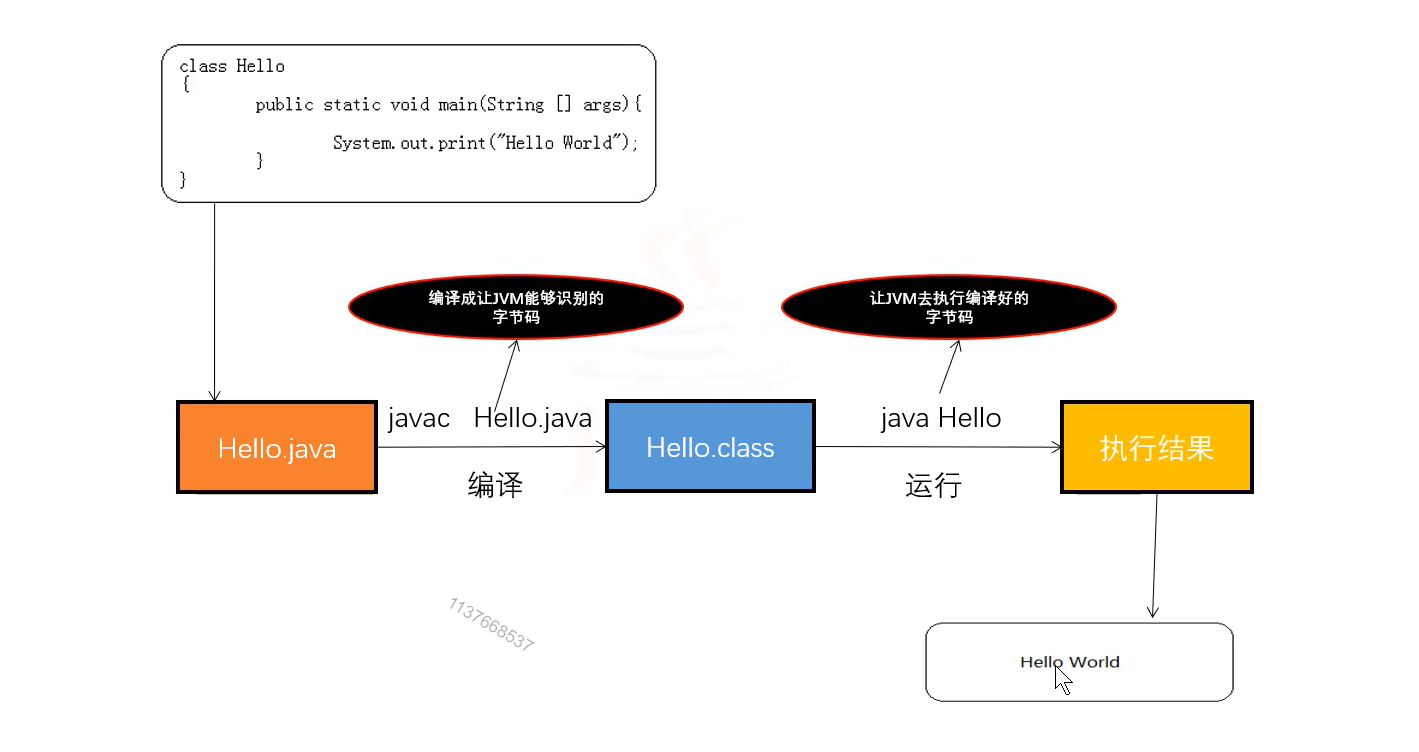 class Hello
{
public static void main(String [] args){
System.out.print("Hello World");
}
}
编译成让JVM能够识别的
字节码
让JVM去执行编译好的
字节码
Hello.java
javac Hello.java
编译
Hello.class
java Hello
运行
执行结果
1137668537
Hello World